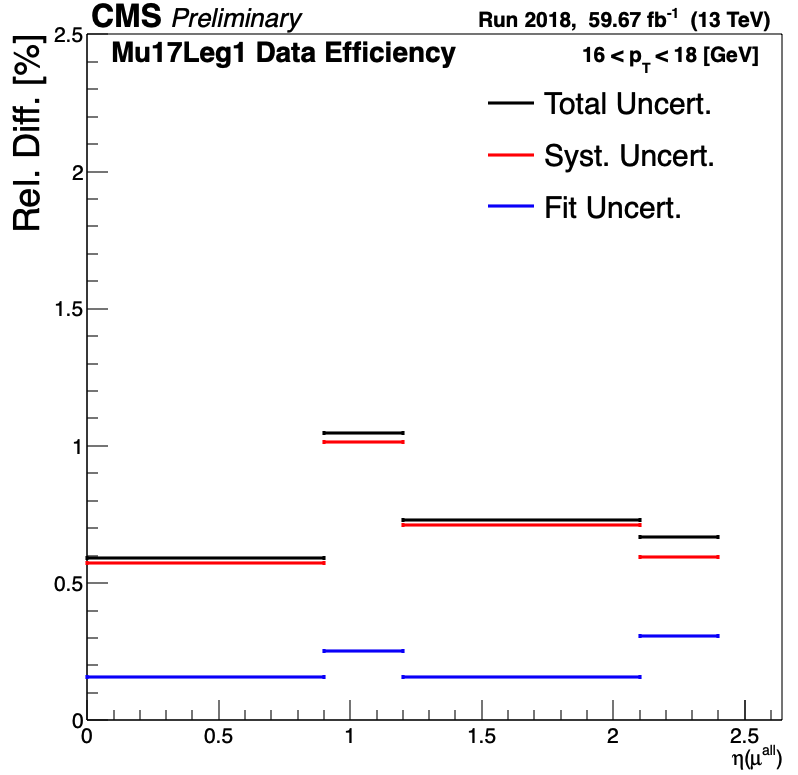 CMS Preliminary Run 2018, 59.67 fb⁻¹ (13 TeV)
Mu17Leg1 Data Efficiency 16 < p_T < 18 [GeV]
Total Uncert.
Syst. Uncert.
Fit Uncert.
Rel. Diff. [%]
2.5
2
1.5
1
0.5
0
0 0.5 1 1.5 2 2.5
η(μ^all)